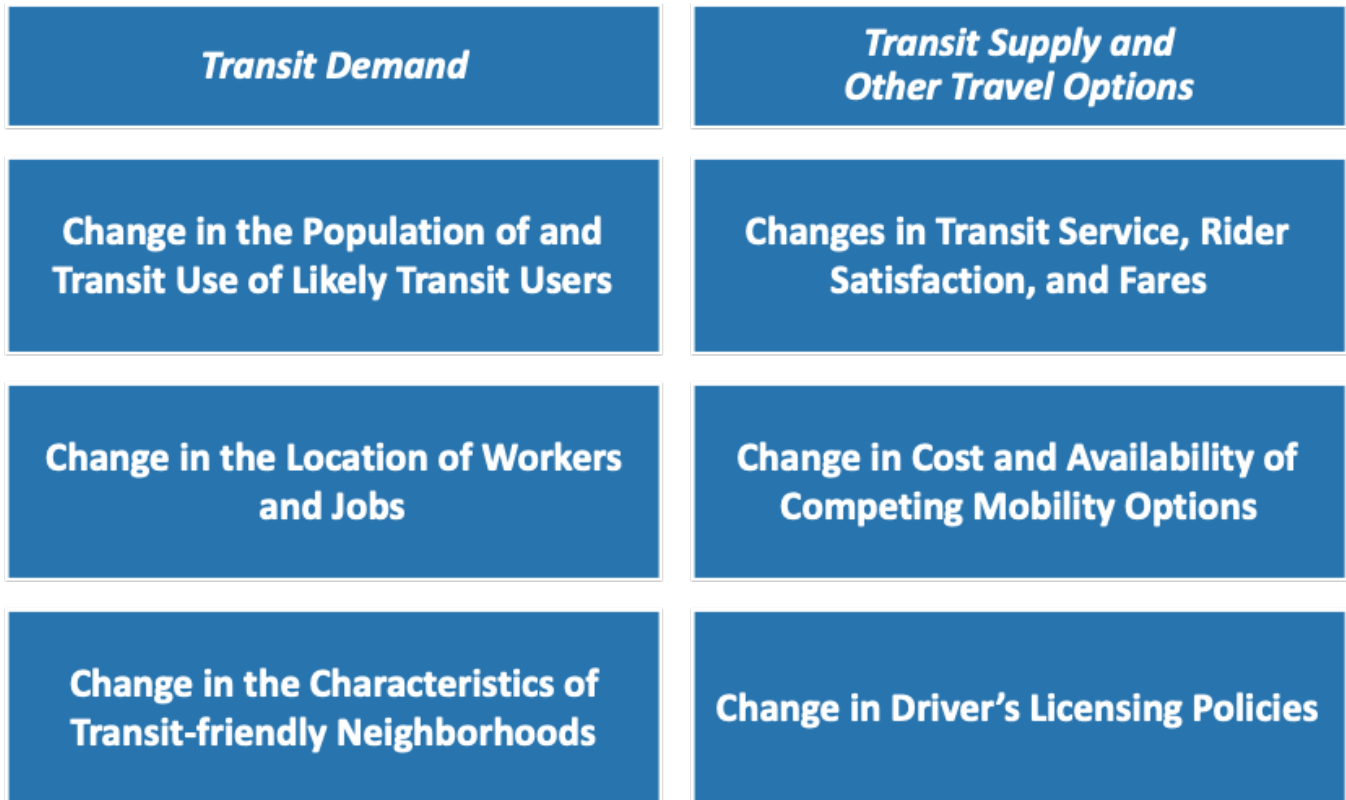 Transit Demand
Transit Supply and
Other Travel Options
Change in the Population of and
Transit Use of Likely Transit Users
Changes in Transit Service, Rider
Satisfaction, and Fares
Change in the Location of Workers
and Jobs
Change in Cost and Availability of
Competing Mobility Options
Change in the Characteristics of
Transit-friendly Neighborhoods
Change in Driver’s Licensing Policies